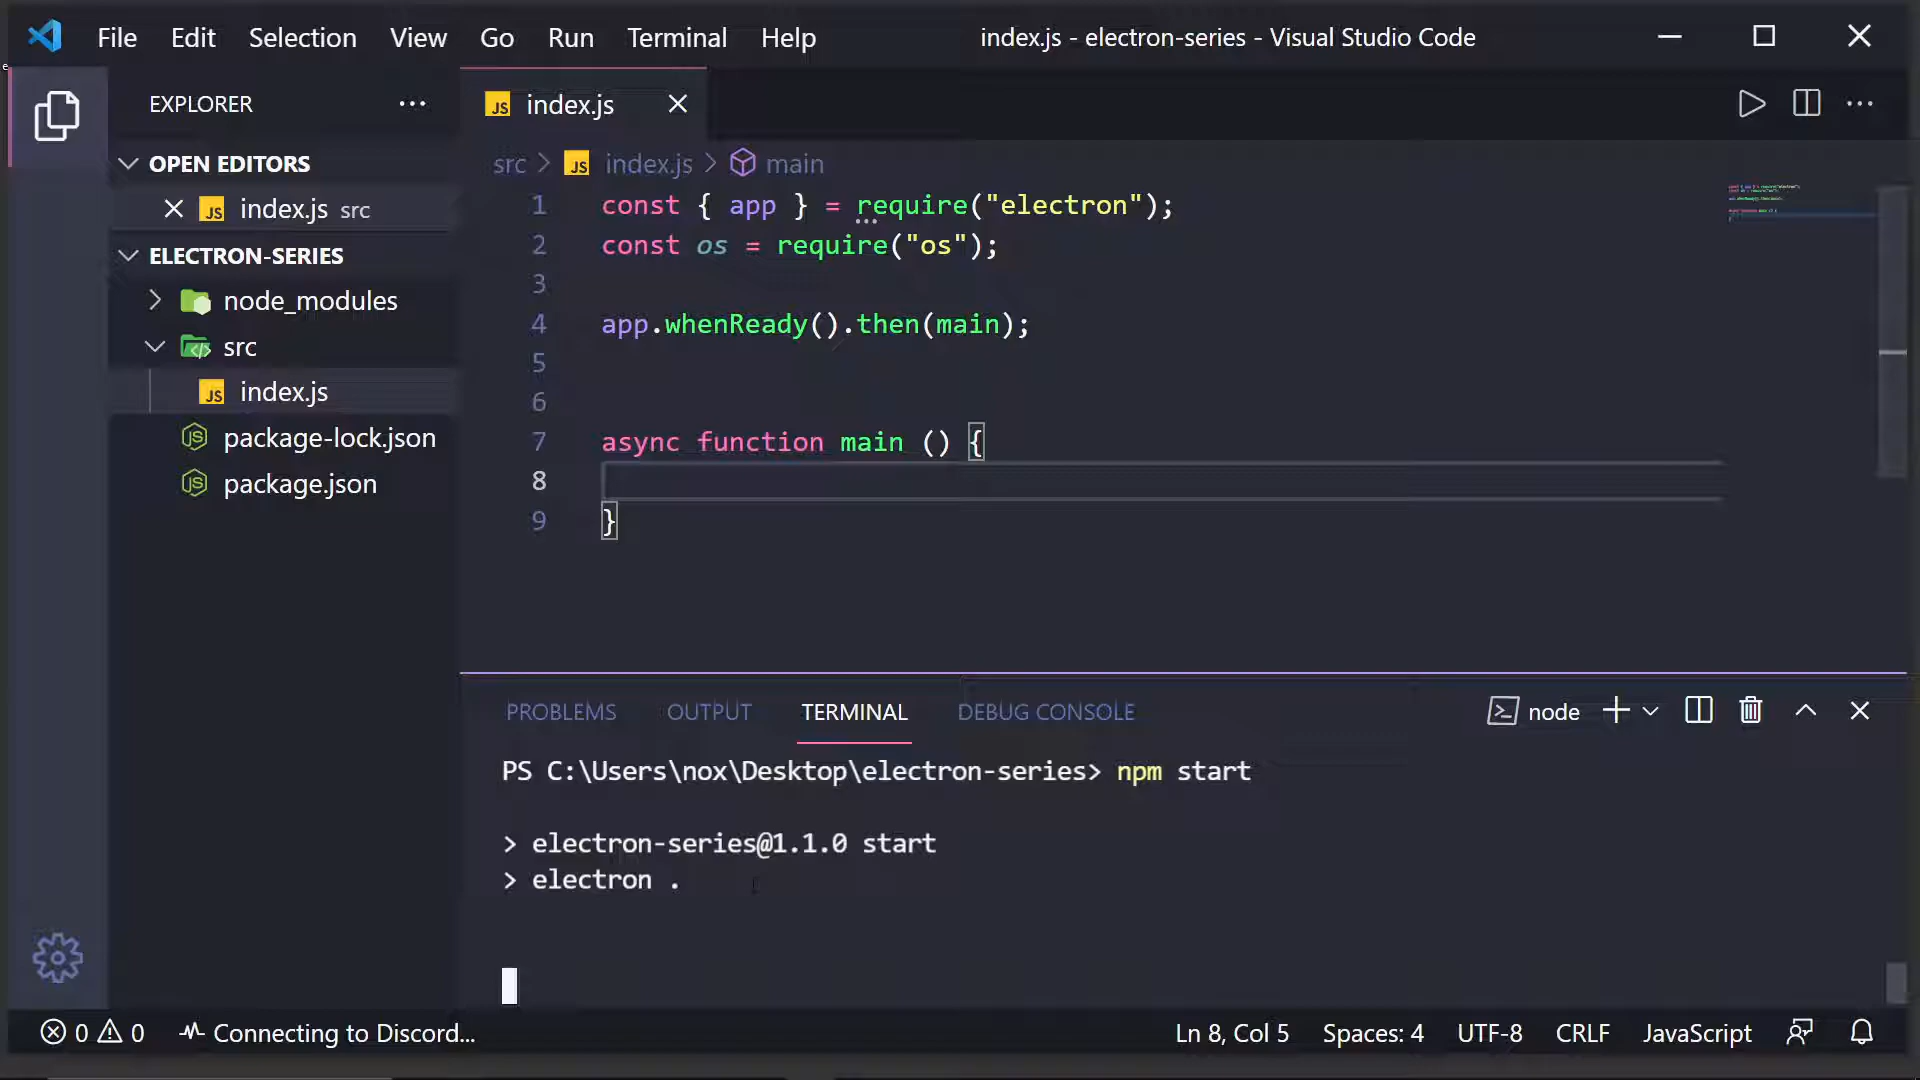 File Edit Selection View Go Run Terminal Help index.js - electron-series - Visual Studio Code
e
EXPLORER
OPEN EDITORS
JS index.js src
ELECTRON-SERIES
node_modules
src
JS index.js
package-lock.json
package.json
JS index.js
src > JS index.js > main
1 const { app } = require("electron");
2 const os = require("os");
3
4 app.whenReady().then(main);
5
6
7 async function main () {
8
9 }
PROBLEMS OUTPUT TERMINAL DEBUG CONSOLE node
PS C:\Users\nox\Desktop\electron-series> npm start
> electron-series@1.1.0 start
> electron .
0 0 Connecting to Discord... Ln 8, Col 5 Spaces: 4 UTF-8 CRLF JavaScript